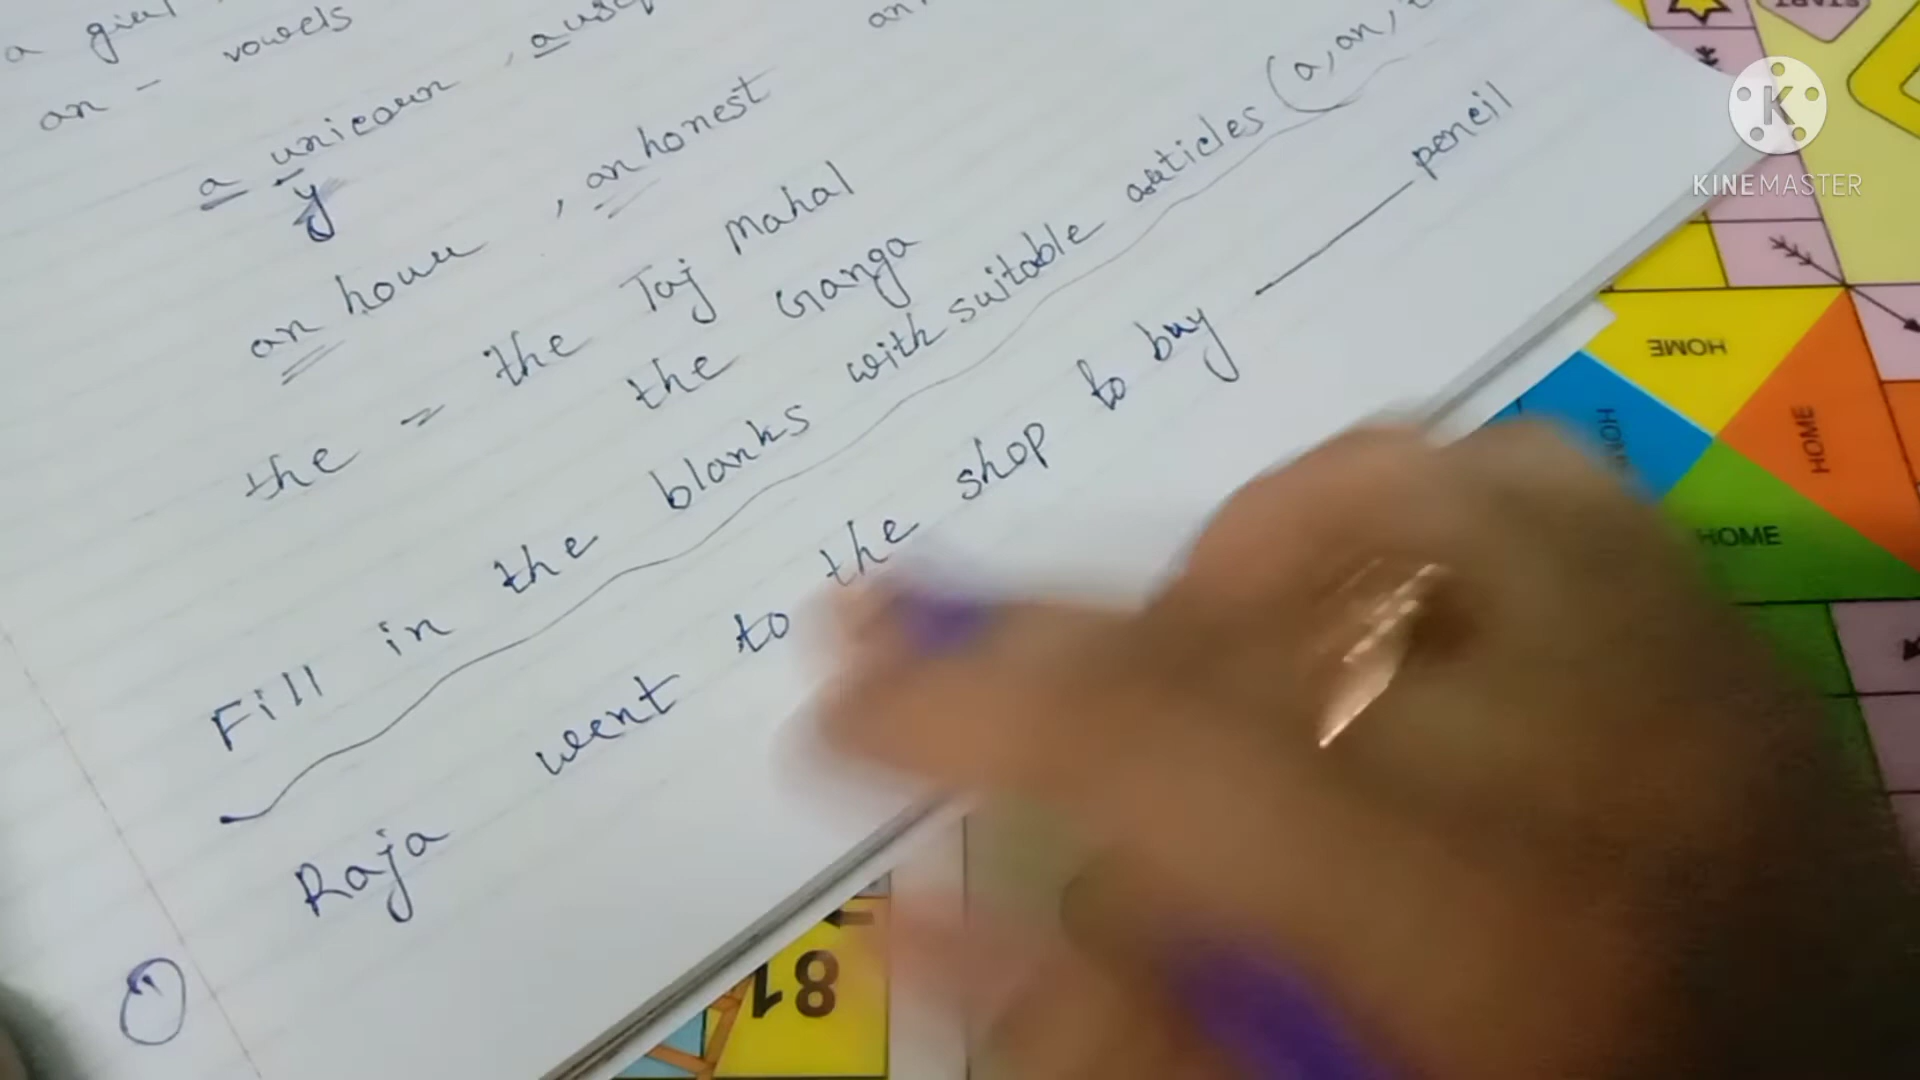 a
an - vowels
a unicorn, a
y
an hour, an honest
the = the Taj Mahal
the Ganga
Fill in the blanks with suitable articles (a, an,
Raja went to the shop to buy ______ pencil
KINEMASTER
K
START
HOME
HOME
HOME
HOME
81